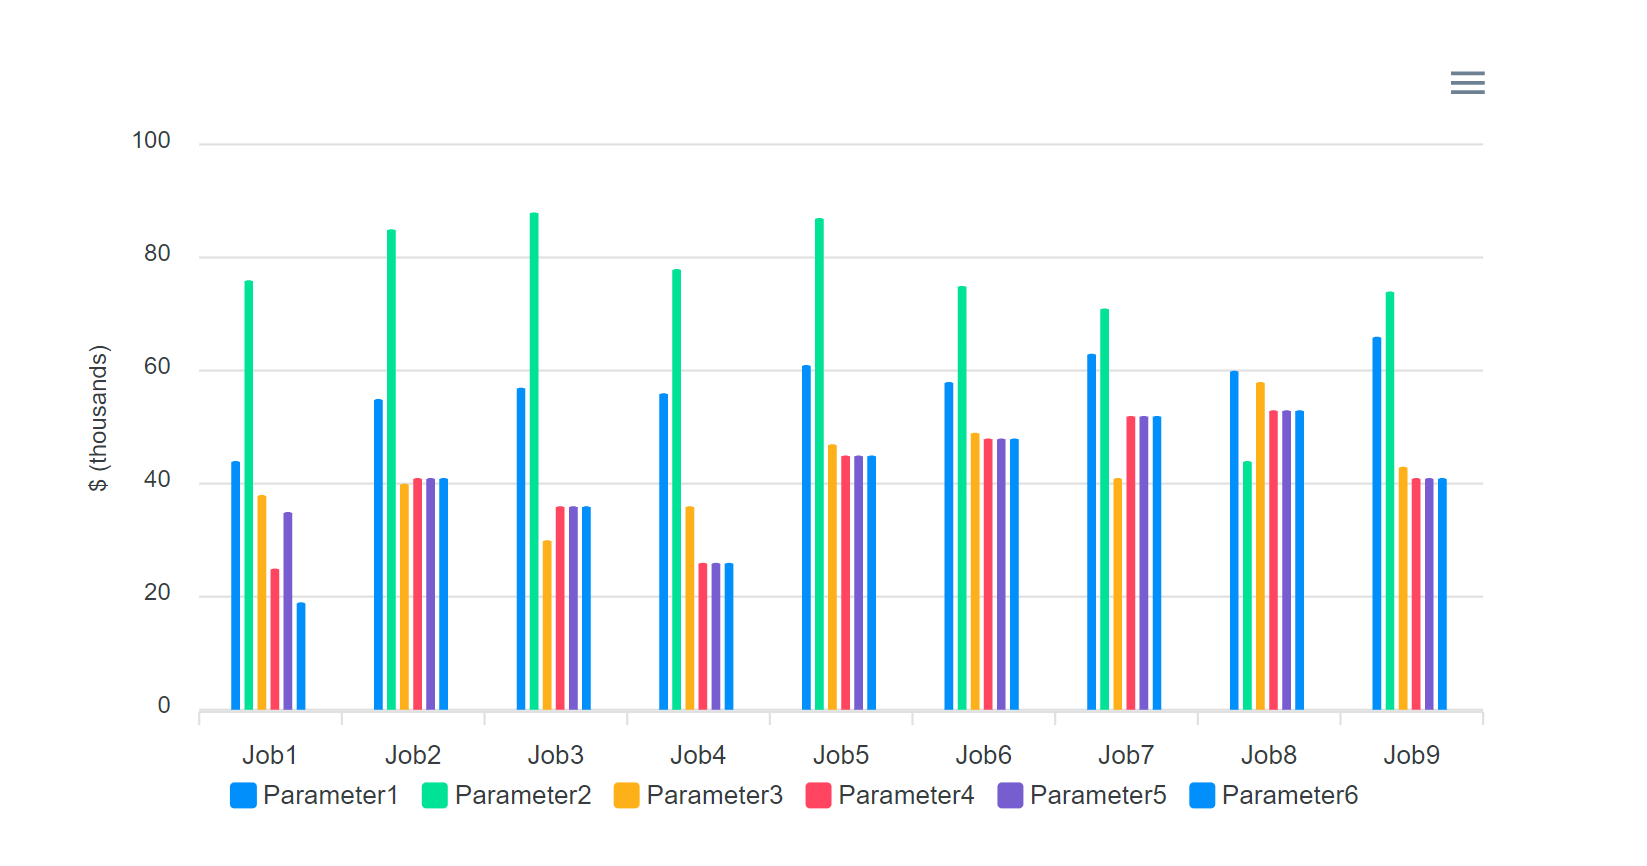 100
80
60
40
20
0
$ (thousands)
Job1 Job2 Job3 Job4 Job5 Job6 Job7 Job8 Job9
Parameter1 Parameter2 Parameter3 Parameter4 Parameter5 Parameter6